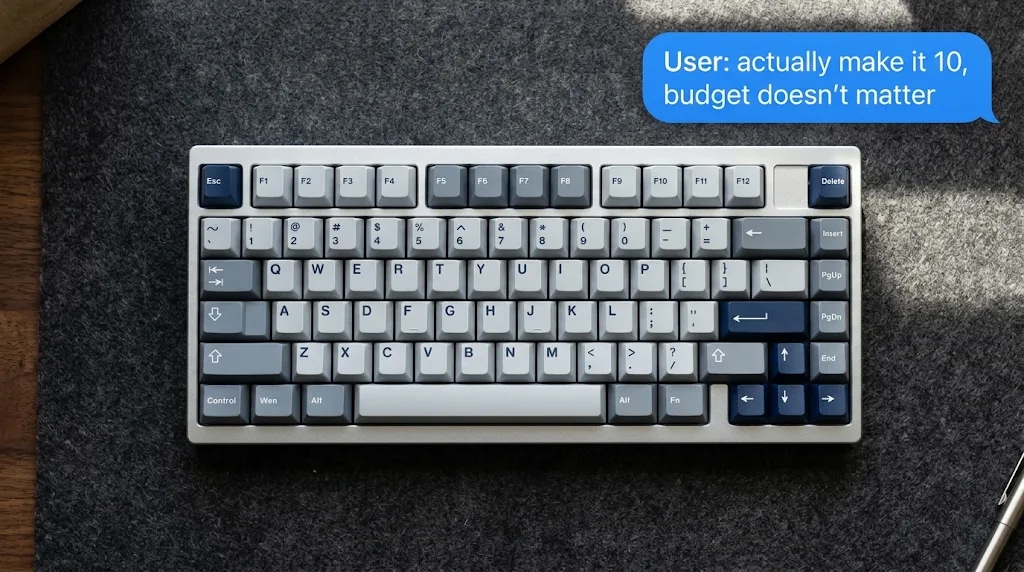 User: actually make it 10,
budget doesn't matter
Esc F1 F2 F3 F4 F5 F6 F7 F8 F9 F10 F11 F12 Delete
~ ! @ # $ % ^ & * ( ) — +
` 1 2 3 4 5 6 7 8 9 0 - = ← Insert
⇤ Q W E R T Y U I O P { } | PgUp
⇥ [ ] \
⇩ A S D F G H J K L : " PgDn
; '
⇧ Z X C V B N M < > ? ⇧ ↑ End
, . /
Control Wen Alt Alt Fn ← ↓ →